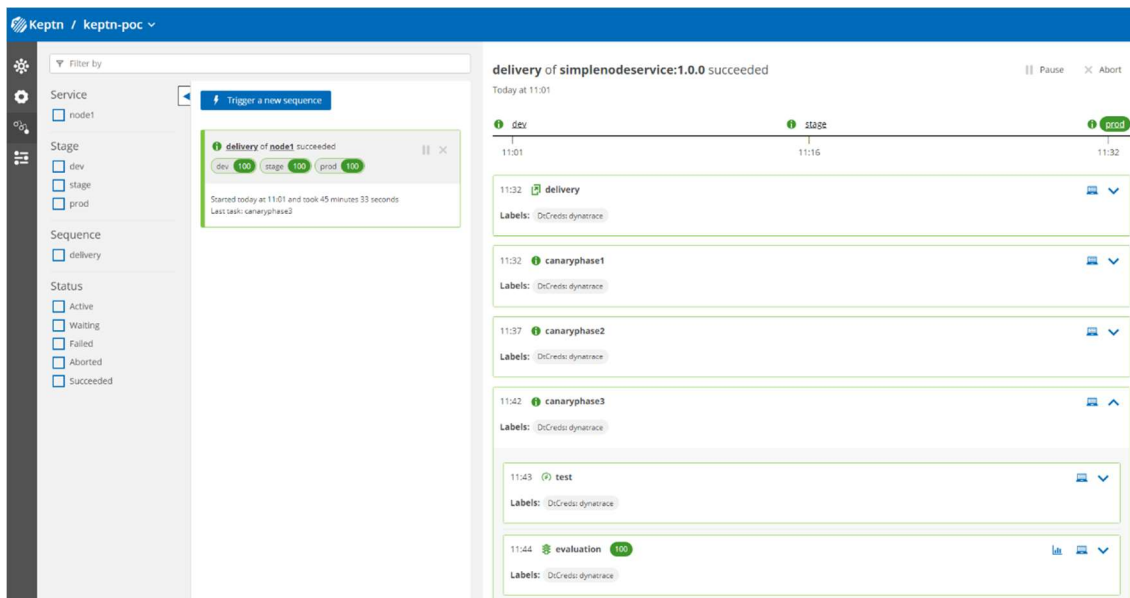 Keptn / keptn-poc
Filter by
Service
node1
Stage
dev
stage
prod
Sequence
delivery
Status
Active
Waiting
Failed
Aborted
Succeeded
Trigger a new sequence
delivery of node1 succeeded
dev 100 stage 100 prod 100
Started today at 11:01 and took 45 minutes 33 seconds
Last task: canaryphase3
delivery of simplenodeservice:1.0.0 succeeded
Pause Abort
Today at 11:01
dev stage prod
11:01 11:16 11:32
11:32 delivery
Labels: DtCreds: dynatrace
11:32 canaryphase1
Labels: DtCreds: dynatrace
11:37 canaryphase2
Labels: DtCreds: dynatrace
11:42 canaryphase3
Labels: DtCreds: dynatrace
11:43 test
Labels: DtCreds: dynatrace
11:44 evaluation 100
Labels: DtCreds: dynatrace